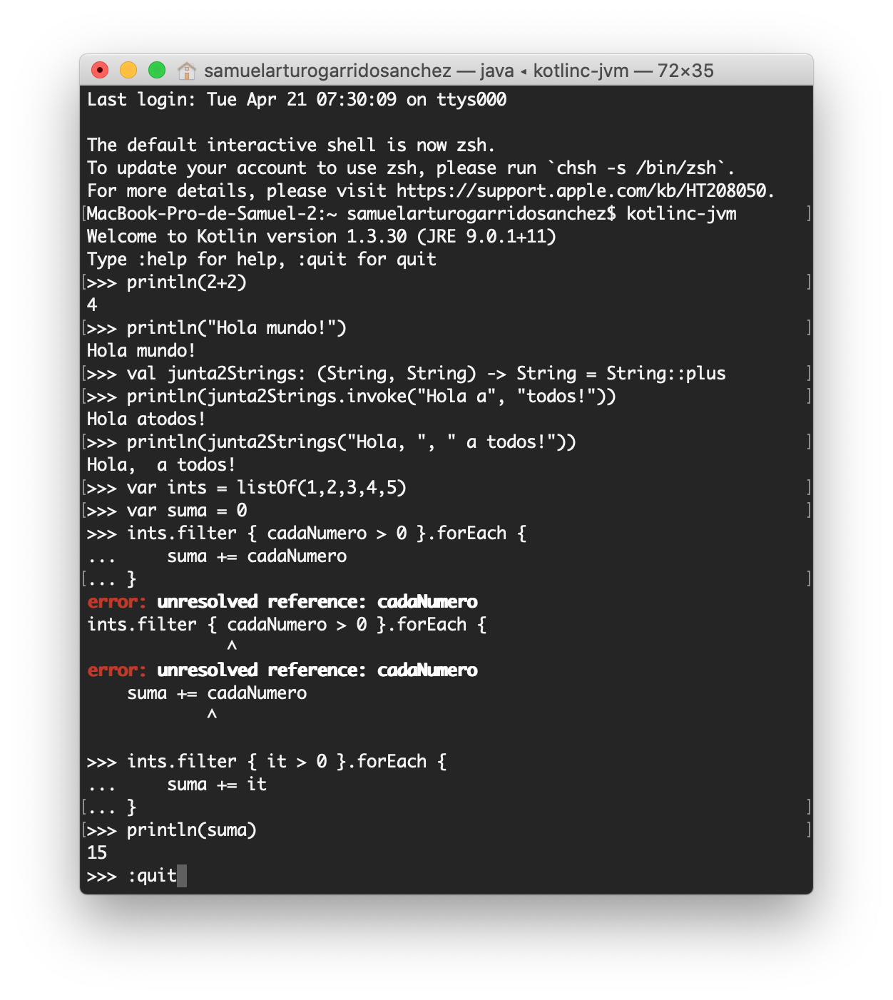 samuelarturogarridosanchez — java ◂ kotlinc-jvm — 72×35
Last login: Tue Apr 21 07:30:09 on ttys000
The default interactive shell is now zsh.
To update your account to use zsh, please run `chsh -s /bin/zsh`.
For more details, please visit https://support.apple.com/kb/HT208050.
[MacBook-Pro-de-Samuel-2:~ samuelarturogarridosanchez$ kotlinc-jvm ]
Welcome to Kotlin version 1.3.30 (JRE 9.0.1+11)
Type :help for help, :quit for quit
[>>> println(2+2) ]
4
[>>> println("Hola mundo!") ]
Hola mundo!
[>>> val junta2Strings: (String, String) -> String = String::plus ]
[>>> println(junta2Strings.invoke("Hola a", "todos!")) ]
Hola atodos!
[>>> println(junta2Strings("Hola, ", " a todos!")) ]
Hola,  a todos!
[>>> var ints = listOf(1,2,3,4,5) ]
[>>> var suma = 0 ]
>>> ints.filter { cadaNumero > 0 }.forEach {
...     suma += cadaNumero
[... } ]
error: unresolved reference: cadaNumero
ints.filter { cadaNumero > 0 }.forEach {
              ^
error: unresolved reference: cadaNumero
    suma += cadaNumero
            ^
>>> ints.filter { it > 0 }.forEach {
...     suma += it
[... } ]
[>>> println(suma) ]
15
>>> :quit